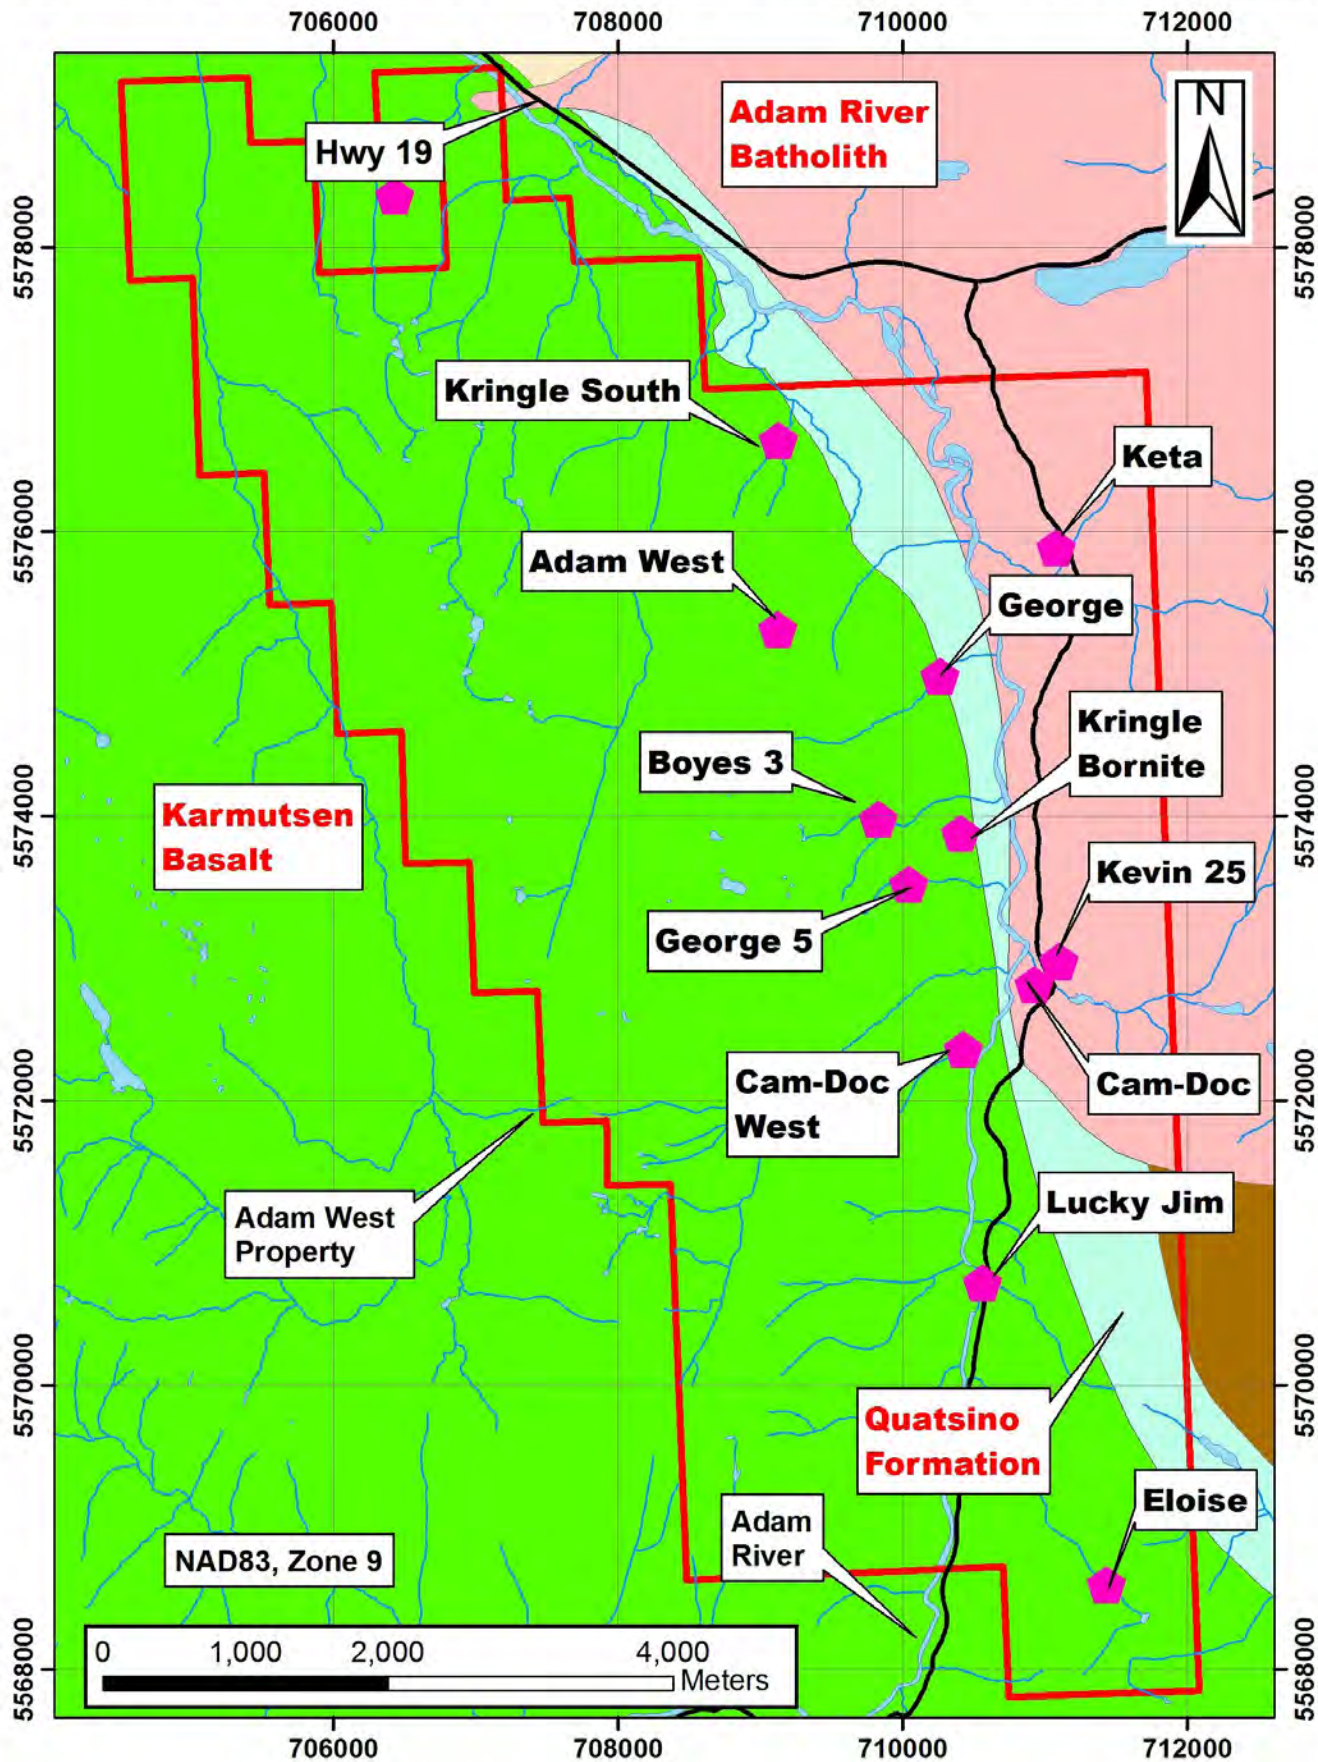 706000 708000 710000 712000
Adam River
Batholith
N
Hwy 19
5578000 5578000
Kringle South
Keta
5576000 5576000
Adam West
George
Kringle
Bornite
Boyes 3
5574000 5574000
Karmutsen
Basalt
Kevin 25
George 5
Cam-Doc
West
Cam-Doc
5572000 5572000
Adam West
Property
Lucky Jim
5570000 5570000
Quatsino
Formation
Eloise
Adam
River
NAD83, Zone 9
0 1,000 2,000 4,000
Meters
5568000 5568000
706000 708000 710000 712000